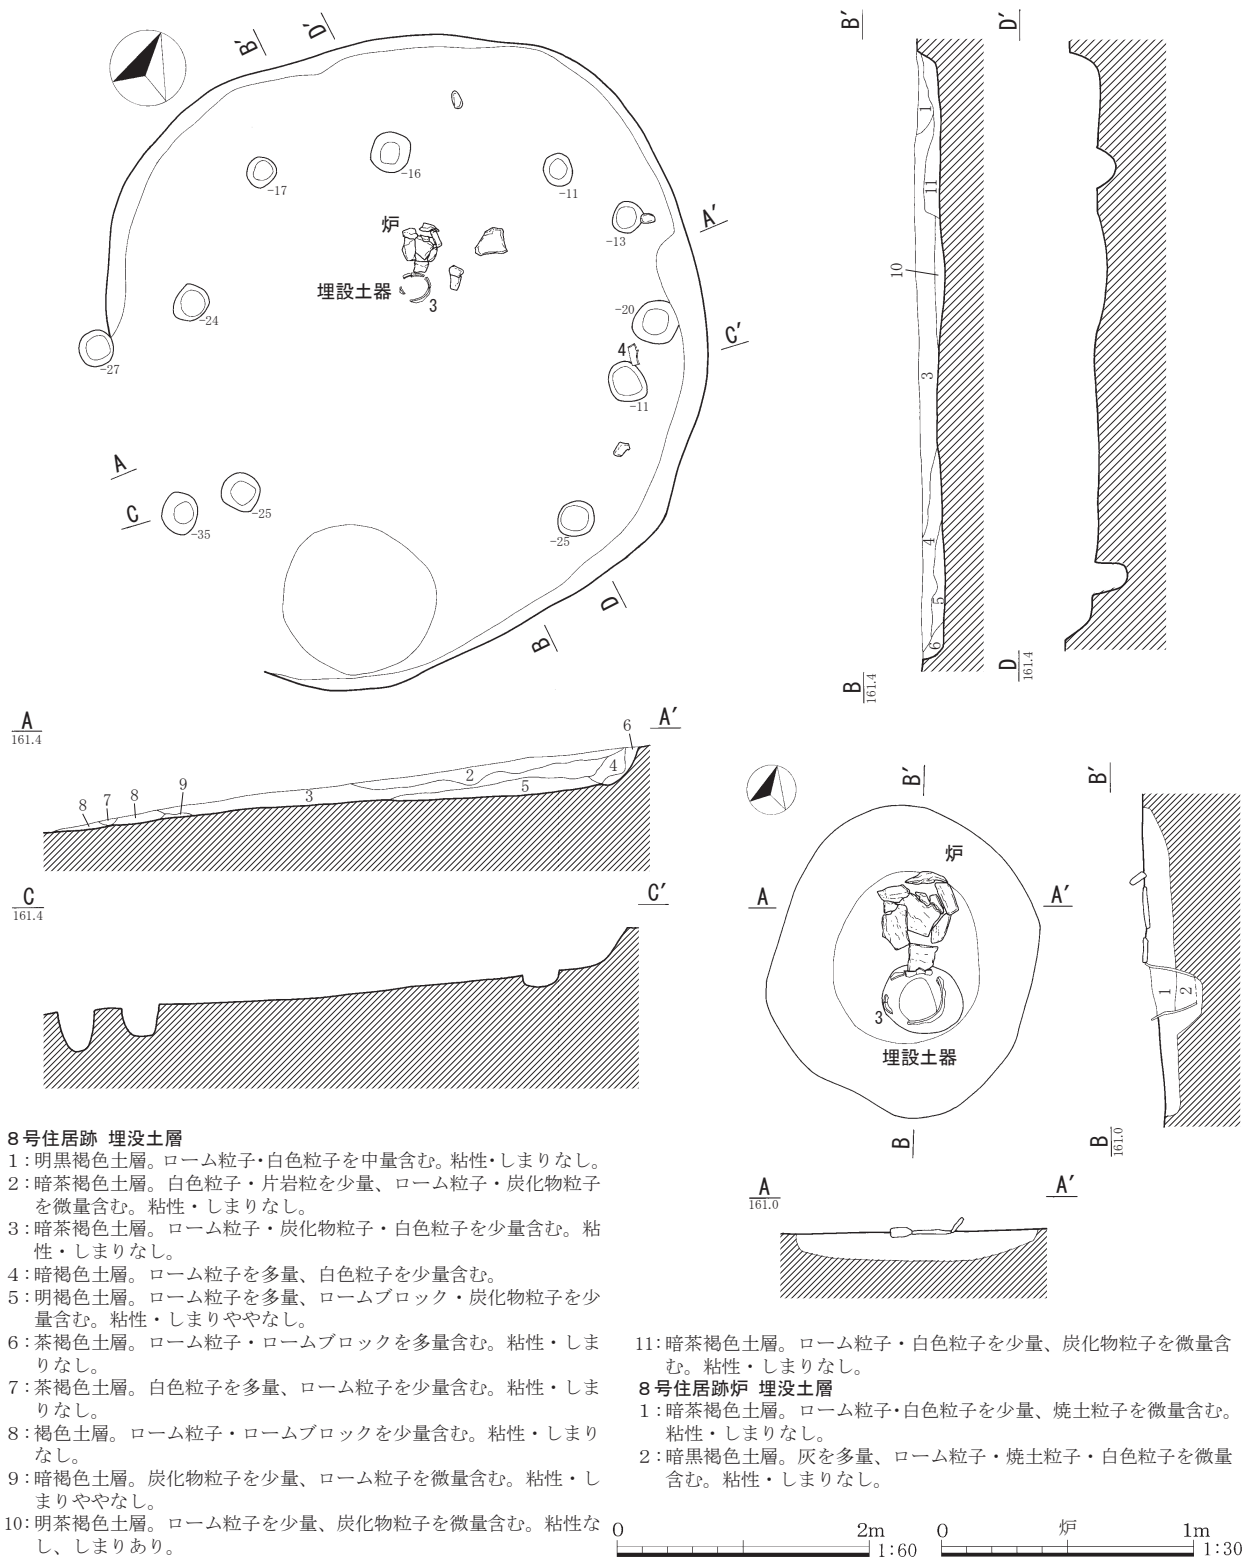 B′
D′
-17
-16
-11
炉
-13
A′
埋設土器
3
-24
-20
4
C′
-27
-11
A
C
-25
-35
-25
D
B
B′
D′
1
11
10
3
4
5
6
B
161.4
D
161.4
A
161.4
A′
6
2
4
5
3
9
8
7
8
C
161.4
C′
B′
炉
A
A′
3
埋設土器
B
B′
1
2
B
161.0
A
161.0
A′
8号住居跡 埋没土層
1:明黒褐色土層。ローム粒子・白色粒子を中量含む。粘性・しまりなし。
2:暗茶褐色土層。白色粒子・片岩粒を少量、ローム粒子・炭化物粒子
を微量含む。粘性・しまりなし。
3:暗茶褐色土層。ローム粒子・炭化物粒子・白色粒子を少量含む。粘
性・しまりなし。
4:暗褐色土層。ローム粒子を多量、白色粒子を少量含む。
5:明褐色土層。ローム粒子を多量、ロームブロック・炭化物粒子を少
量含む。粘性・しまりややなし。
6:茶褐色土層。ローム粒子・ロームブロックを多量含む。粘性・しま
りなし。
7:茶褐色土層。白色粒子を多量、ローム粒子を少量含む。粘性・しま
りなし。
8:褐色土層。ローム粒子・ロームブロックを少量含む。粘性・しまり
なし。
9:暗褐色土層。炭化物粒子を少量、ローム粒子を微量含む。粘性・し
まりややなし。
10:明茶褐色土層。ローム粒子を少量、炭化物粒子を微量含む。粘性な
し、しまりあり。
11:暗茶褐色土層。ローム粒子・白色粒子を少量、炭化物粒子を微量含
む。粘性・しまりなし。
8号住居跡炉 埋没土層
1:暗茶褐色土層。ローム粒子・白色粒子を少量、焼土粒子を微量含む。
粘性・しまりなし。
2:暗黒褐色土層。灰を多量、ローム粒子・焼土粒子・白色粒子を微量
含む。粘性・しまりなし。
0 2m
1:60
0 炉 1m
1:30